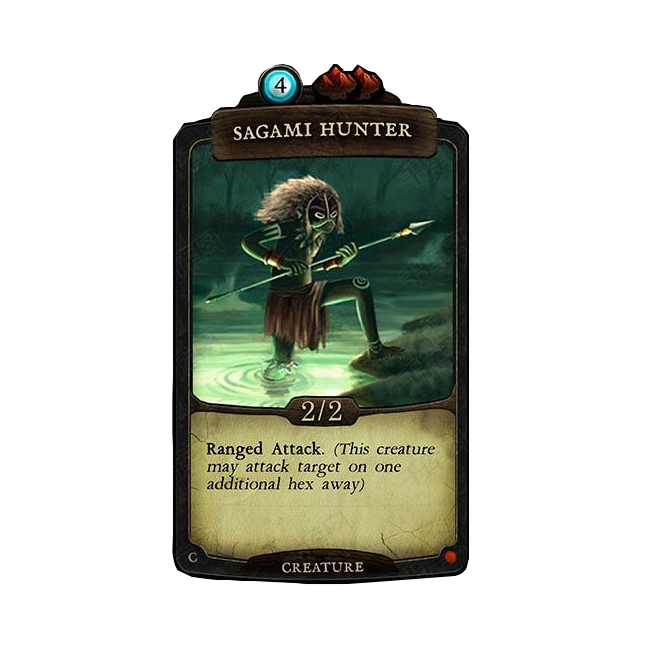 4
SAGAMI HUNTER
2/2
Ranged Attack. (This creature
may attack target on one
additional hex away)
C
CREATURE